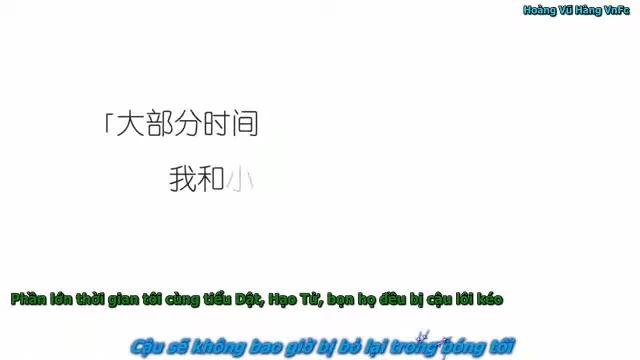 Hoàng Vũ Hàng VnFc
「大部分时间
我和小
Phần lớn thời gian tôi cùng tiểu Dật, Hạo Tử, bọn họ đều bị cậu lôi kéo
Cậu sẽ không bao giờ bị bỏ lại trong bóng tối